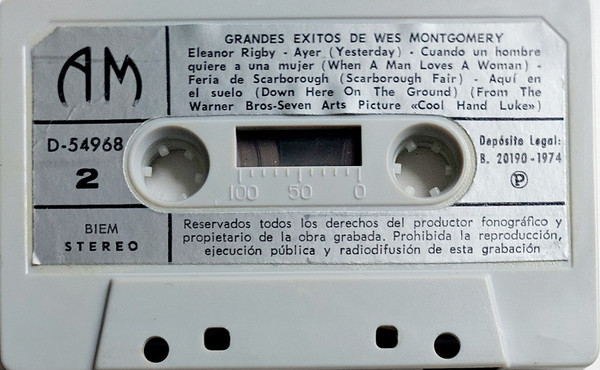 GRANDES EXITOS DE WES MONTGOMERY
Eleanor Rigby - Ayer (Yesterday) - Cuando un hombre
quiere a una mujer (When A Man Loves A Woman) -
Feria de Scarborough (Scarborough Fair) - Aquí en
el suelo (Down Here On The Ground) (From The
Warner Bros-Seven Arts Picture «Cool Hand Luke»)
AM
D-54968
2
100 50 0
Depósito Legal:
B. 20190-1974
℗
BIEM
STEREO
Reservados todos los derechos del productor fonográfico y
propietario de la obra grabada. Prohibida la reproducción,
ejecución pública y radiodifusión de esta grabación